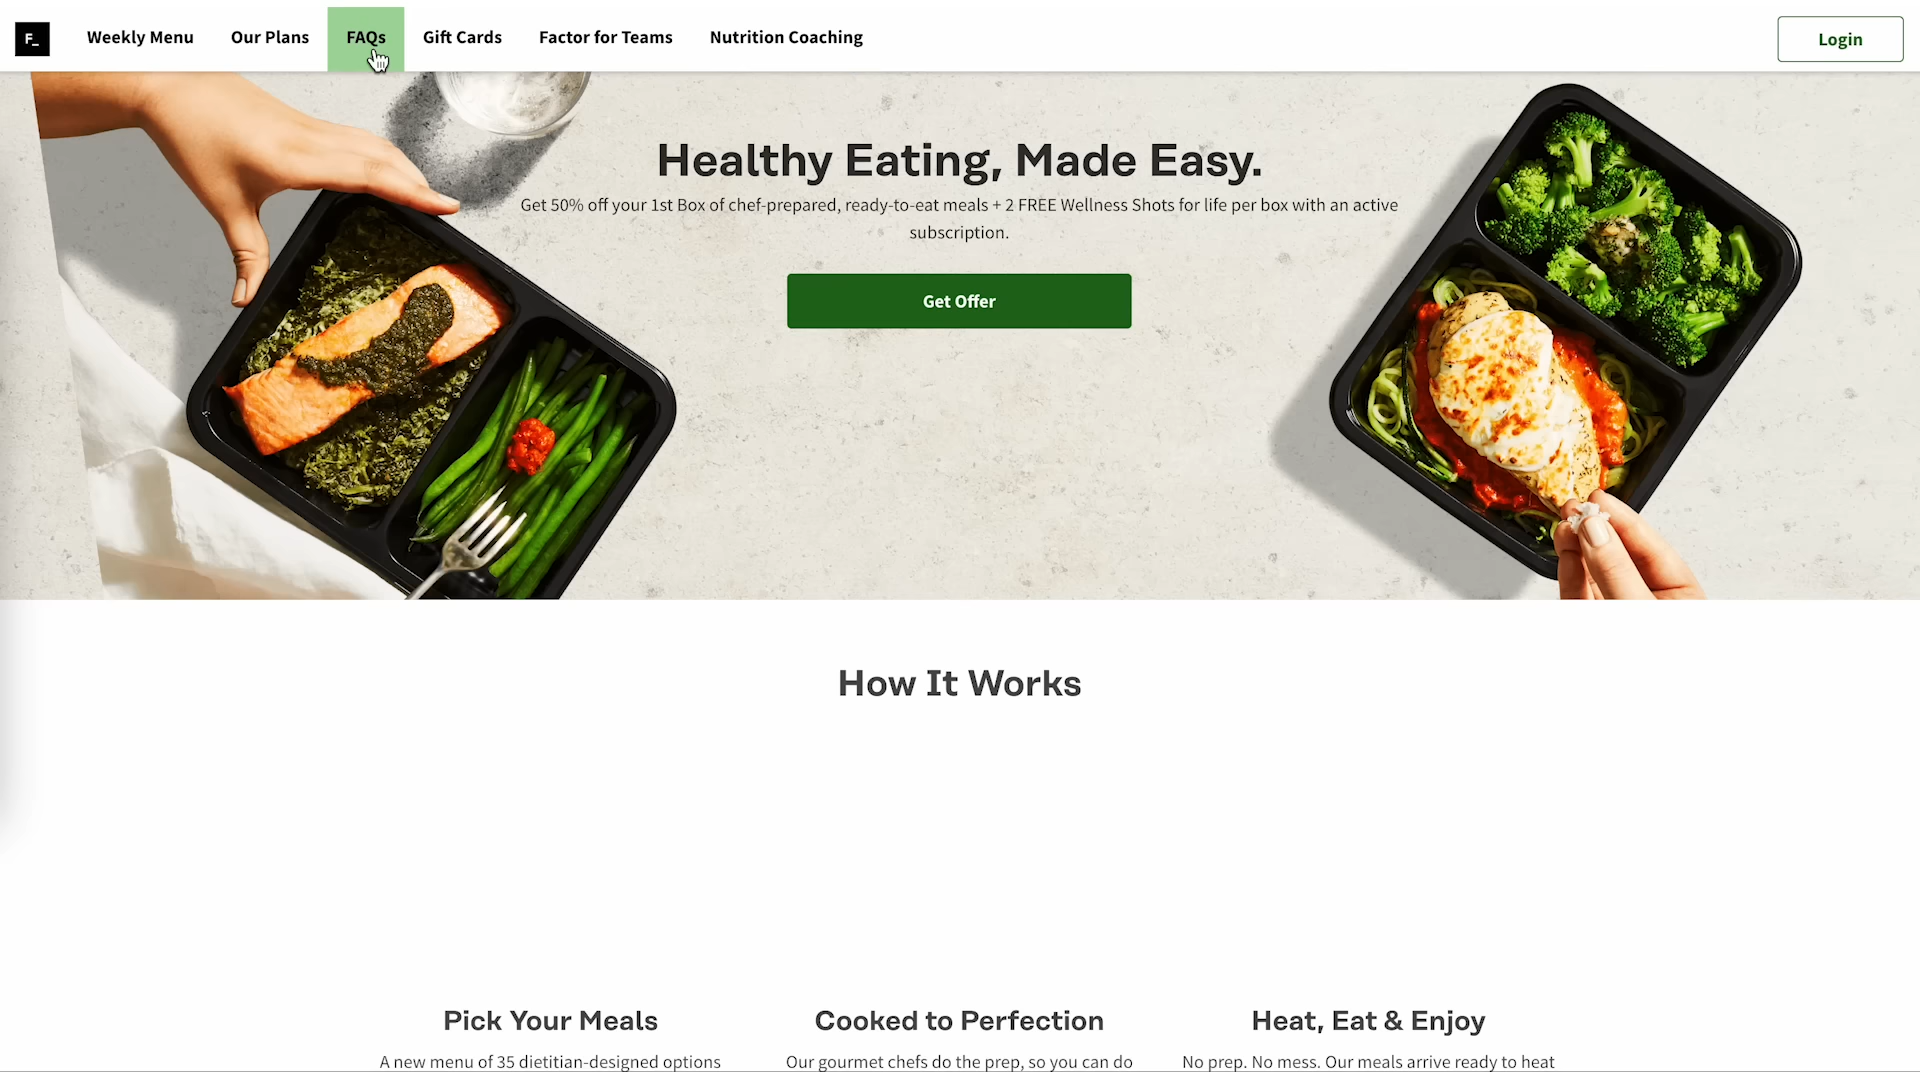 F_
Weekly Menu
Our Plans
FAQs
Gift Cards
Factor for Teams
Nutrition Coaching
Login
Healthy Eating, Made Easy.
Get 50% off your 1st Box of chef-prepared, ready-to-eat meals + 2 FREE Wellness Shots for life per box with an active
subscription.
Get Offer
How It Works
Pick Your Meals
A new menu of 35 dietitian-designed options
Cooked to Perfection
Our gourmet chefs do the prep, so you can do
Heat, Eat & Enjoy
No prep. No mess. Our meals arrive ready to heat